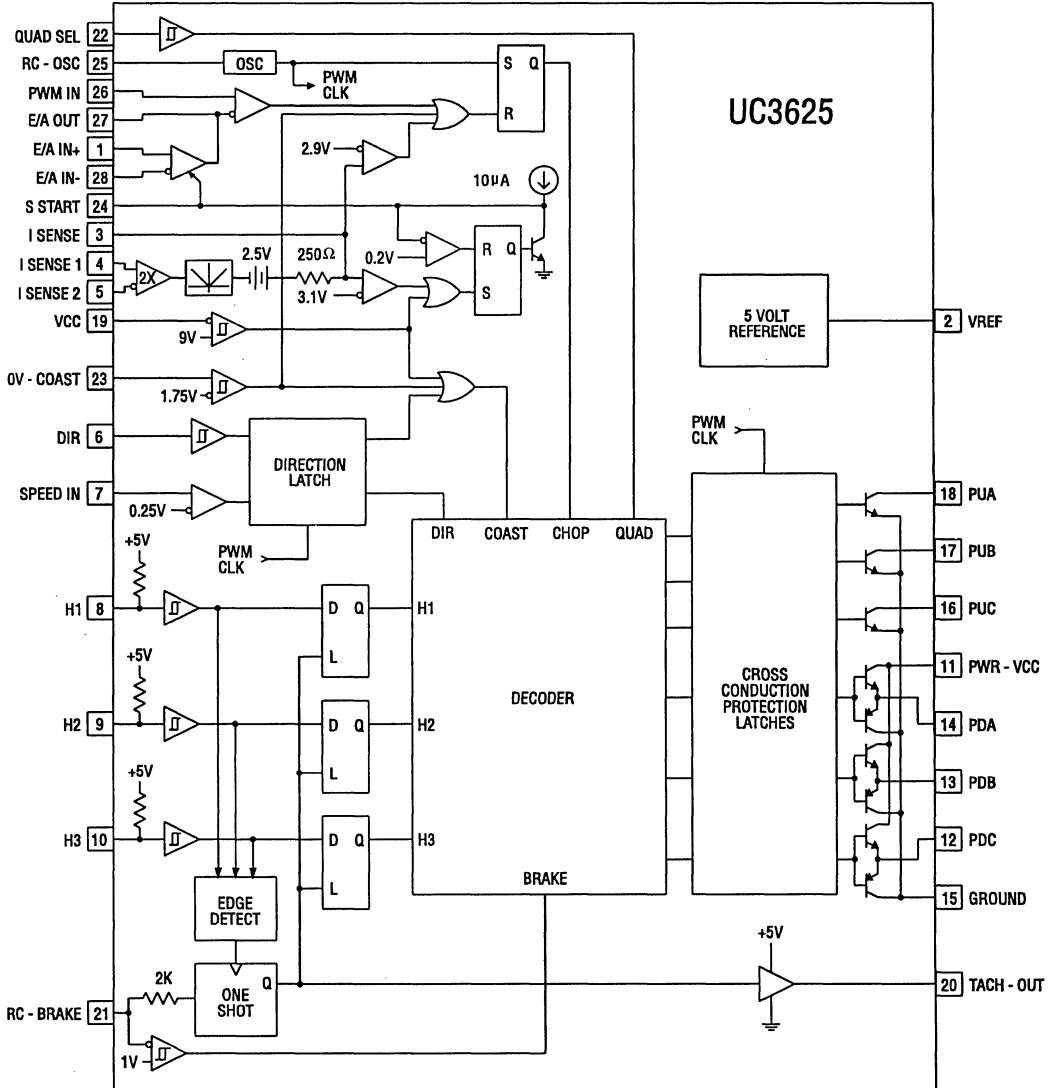 QUAD SEL 22
RC - OSC 25 OSC S Q
PWM CLK
PWM IN 26
UC3625
E/A OUT 27 R
E/A IN+ 1 2.9V
E/A IN- 28 10µA
S START 24
I SENSE 3
0.2V R Q
I SENSE 1 4 2X 2.5V 250Ω
I SENSE 2 5 3.1V S
VCC 19 9V
5 VOLT REFERENCE 2 VREF
0V - COAST 23 1.75V
DIR 6 DIRECTION LATCH
PWM CLK
SPEED IN 7 0.25V
PWM CLK
DIR COAST CHOP QUAD
18 PUA
17 PUB
+5V
H1 8 D Q H1
16 PUC
L
+5V
11 PWR - VCC
DECODER
CROSS CONDUCTION PROTECTION LATCHES
H2 9 D Q H2
14 PDA
L
+5V
13 PDB
H3 10 D Q H3
12 PDC
L
BRAKE
EDGE DETECT
15 GROUND
+5V
2K
ONE SHOT Q
20 TACH - OUT
RC - BRAKE 21
1V